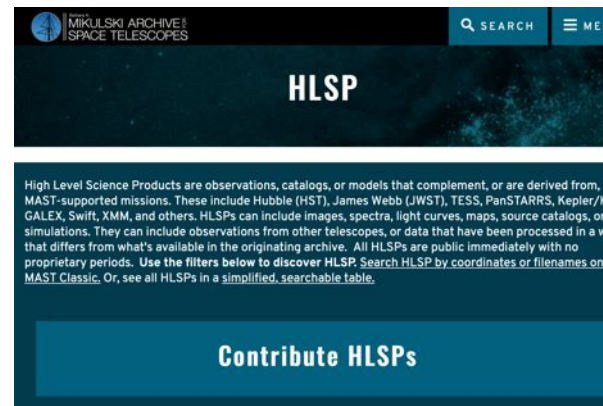 MIKULSKI ARCHIVE
SPACE TELESCOPES
SEARCH
HLSP
High Level Science Products are observations, catalogs, or models that complement, or are derived from,
MAST-supported missions. These include Hubble (HST), James Webb (JWST), TESS, PanSTARRS, Kepler/
GALEX, Swift, XMM, and others. HLSPs can include images, spectra, light curves, maps, source catalogs, or
simulations. They can include observations from other telescopes, or data that have been processed in a
that differs from what's available in the originating archive. All HLSPs are public immediately with no
proprietary periods. Use the filters below to discover HLSP. Search HLSP by coordinates or filenames on
MAST Classic. Or, see all HLSPs in a simplified, searchable table.
Contribute HLSPs